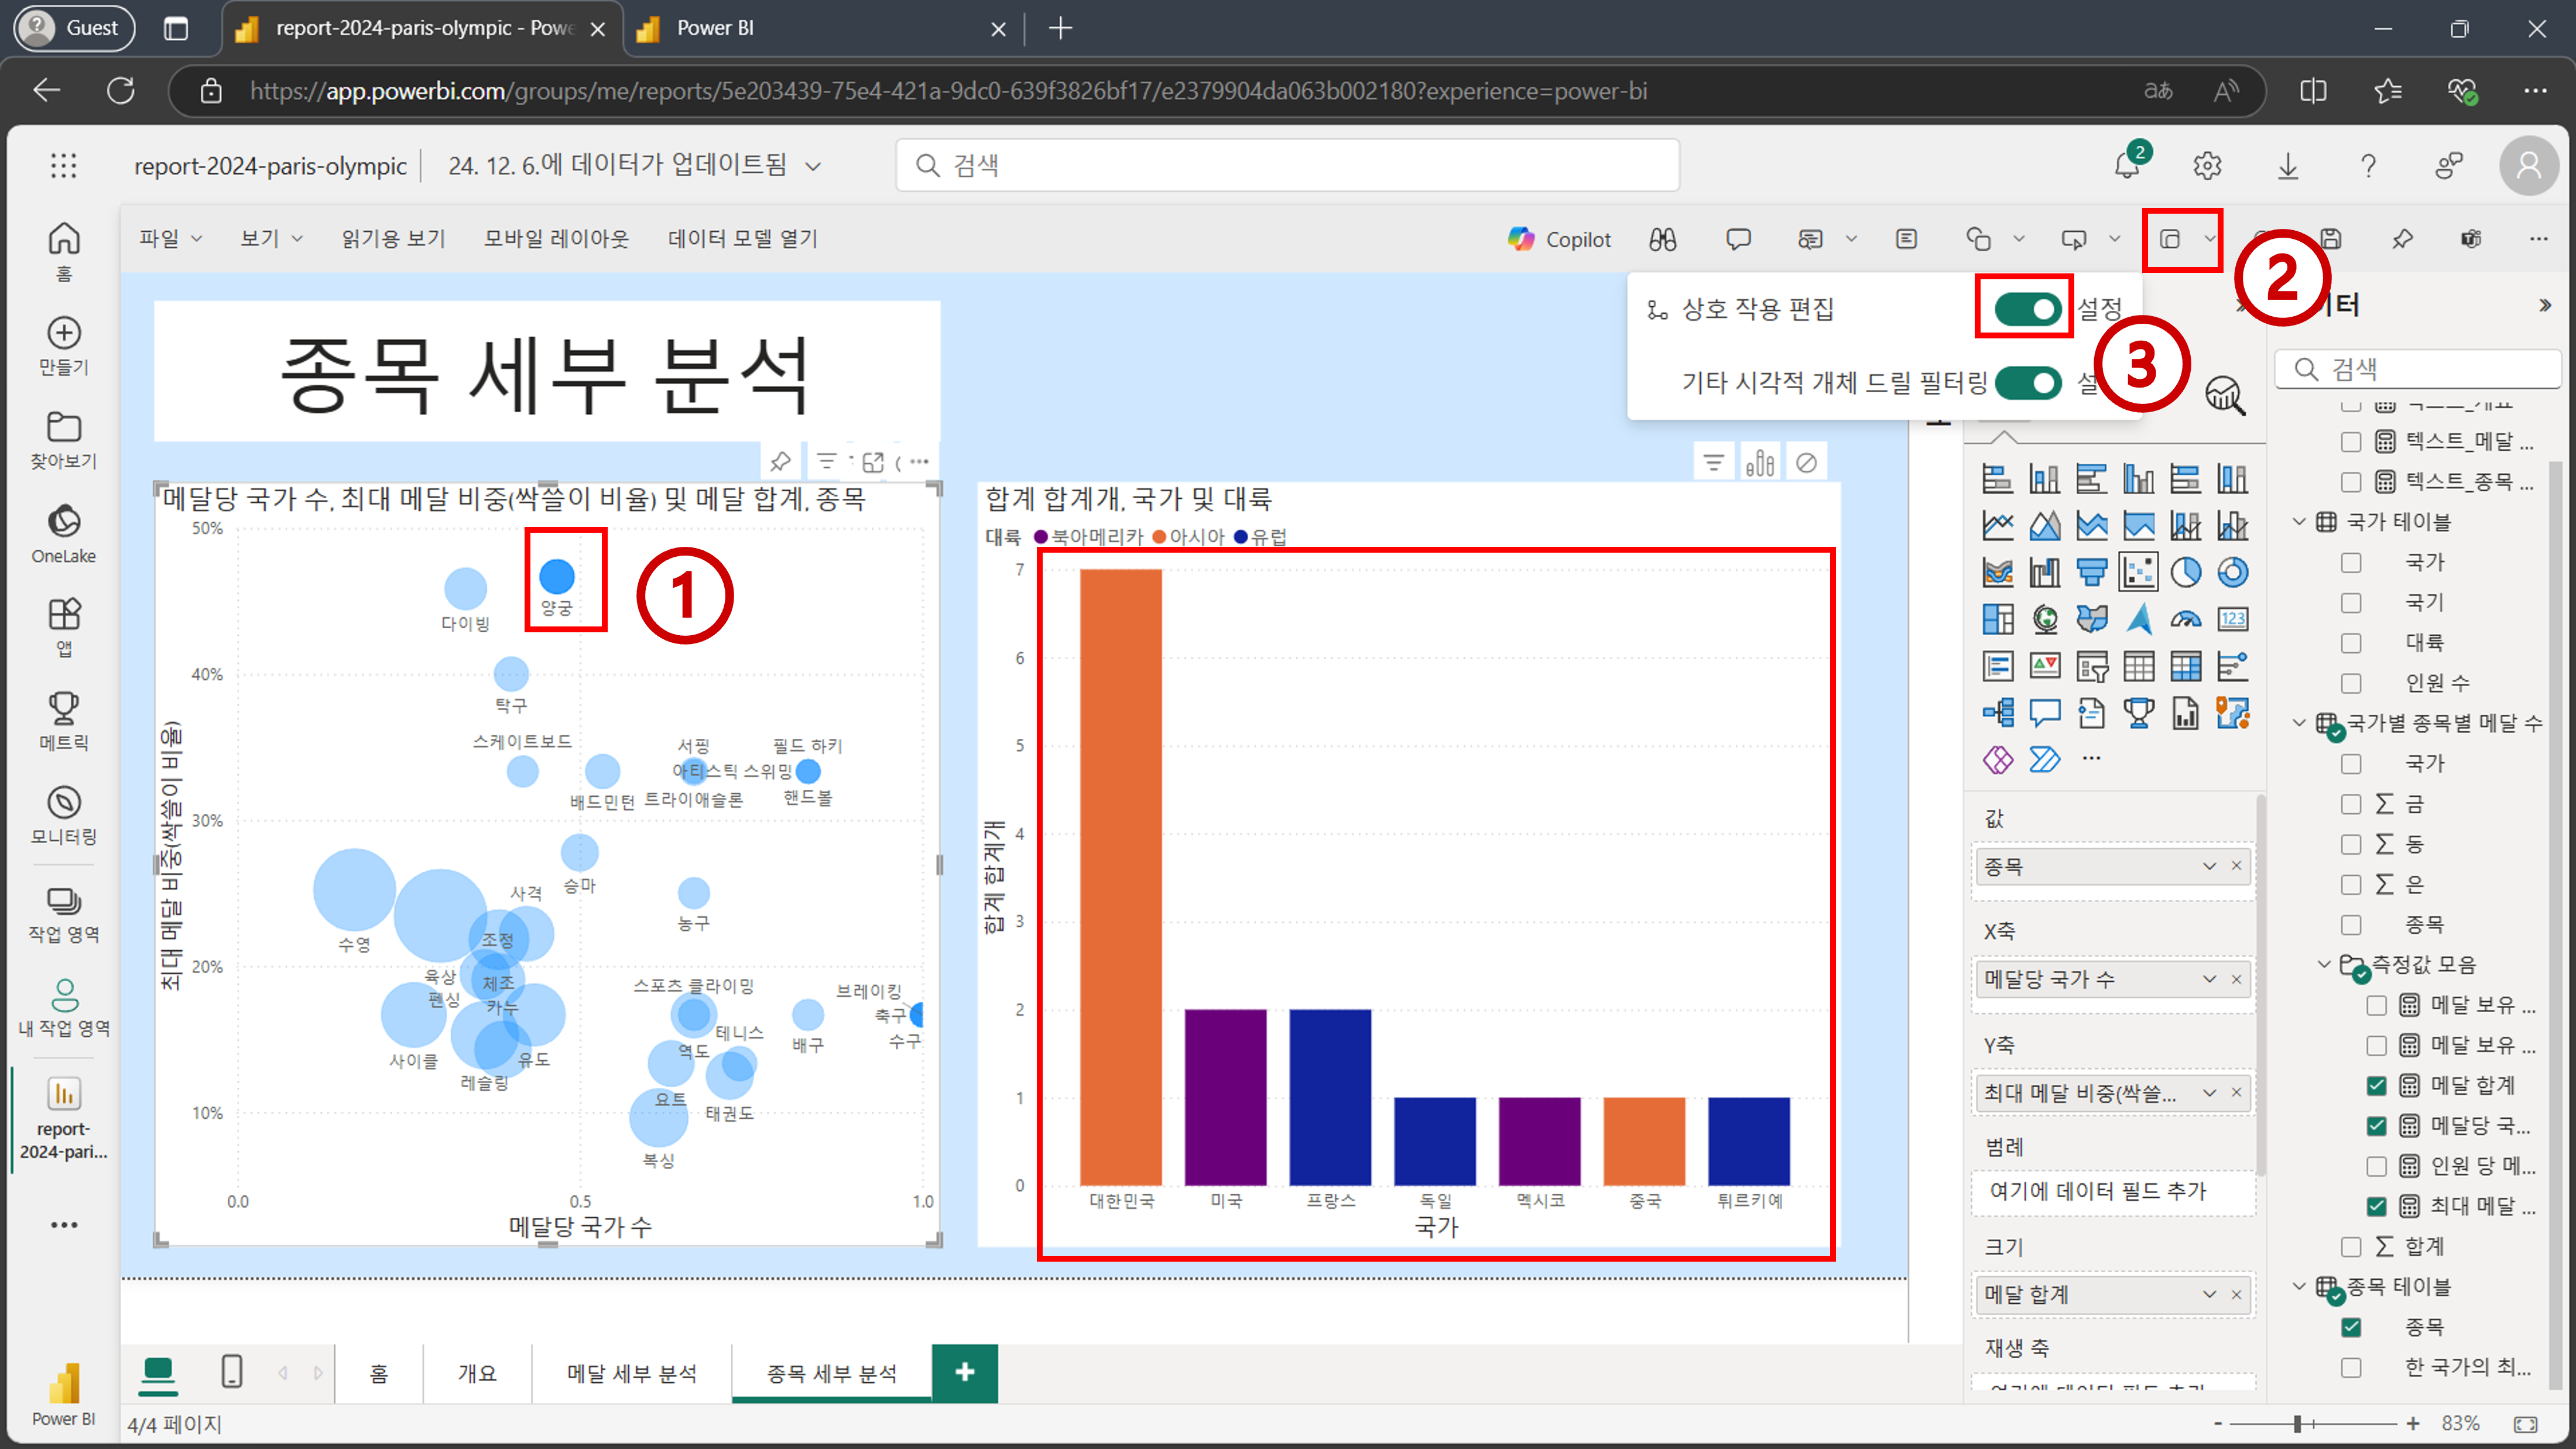 Guest
report-2024-paris-olympic - Powe
Power BI
https://app.powerbi.com/groups/me/reports/5e203439-75e4-421a-9dc0-639f3826bf17/e2379904da063b002180?experience=power-bi
report-2024-paris-olympic
24. 12. 6.에 데이터가 업데이트됨
검색
2
파일
보기
읽기용 보기
모바일 레이아웃
데이터 모델 열기
Copilot
홈
만들기
찾아보기
OneLake
앱
메트릭
모니터링
작업 영역
내 작업 영역
report-
2024-pari...
Power BI
상호 작용 편집
설정
기타 시각적 개체 드릴 필터링
설
②
③
①
종목 세부 분석
메달당 국가 수, 최대 메달 비중(싹쓸이 비율) 및 메달 합계, 종목
최대 메달 비중(싹쓸이 비율)
50%
40%
30%
20%
10%
양궁
다이빙
탁구
스케이트보드
서핑
필드 하키
아티스틱 스위밍
배드민턴
트라이애슬론
핸드볼
승마
사격
농구
수영
조정
육상
체조
펜싱
카누
스포츠 클라이밍
브레이킹
축구
수구
테니스
배구
역도
사이클
유도
레슬링
요트
태권도
복싱
0.0
0.5
1.0
메달당 국가 수
합계 합계개, 국가 및 대륙
대륙
북아메리카
아시아
유럽
합계 합계개
7
6
5
4
3
2
1
0
대한민국
미국
프랑스
독일
멕시코
중국
튀르키예
국가
123
값
종목
X축
메달당 국가 수
Y축
최대 메달 비중(싹쓸...
범례
여기에 데이터 필드 추가
크기
메달 합계
재생 축
여기에 데이터 필드 추가
터
검색
텍스트_개요
텍스트_메달 ...
텍스트_종목 ...
국가 테이블
국가
국기
대륙
인원 수
국가별 종목별 메달 수
국가
∑ 금
∑ 동
∑ 은
종목
측정값 모음
메달 보유 ...
메달 보유 ...
메달 합계
메달당 국...
인원 당 메...
최대 메달 ...
∑ 합계
종목 테이블
종목
한 국가의 최...
홈
개요
메달 세부 분석
종목 세부 분석
4/4 페이지
83%